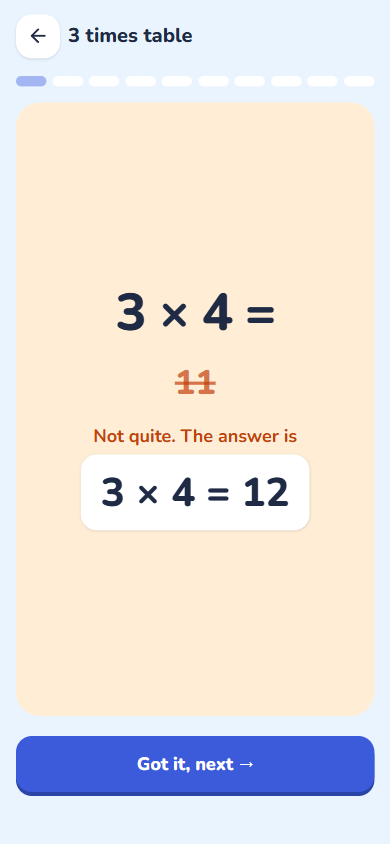 3 times table
3 × 4 =
11
Not quite. The answer is
3 × 4 = 12
Got it, next →